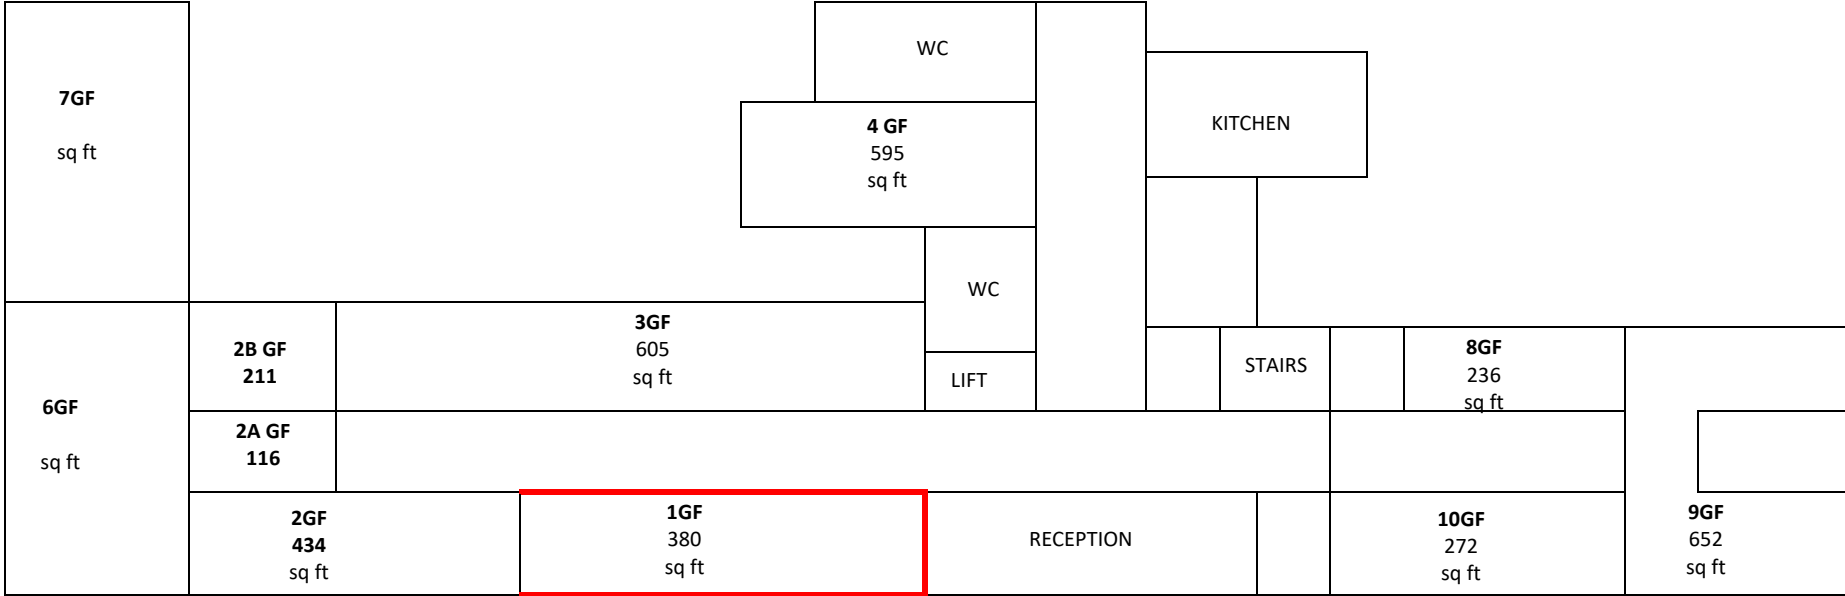 WC
7GF
sq ft
4 GF
595
sq ft
KITCHEN
WC
3GF
605
sq ft
2B GF
211
LIFT
STAIRS
8GF
236
sq ft
6GF
sq ft
2A GF
116
2GF
434
sq ft
1GF
380
sq ft
RECEPTION
10GF
272
sq ft
9GF
652
sq ft